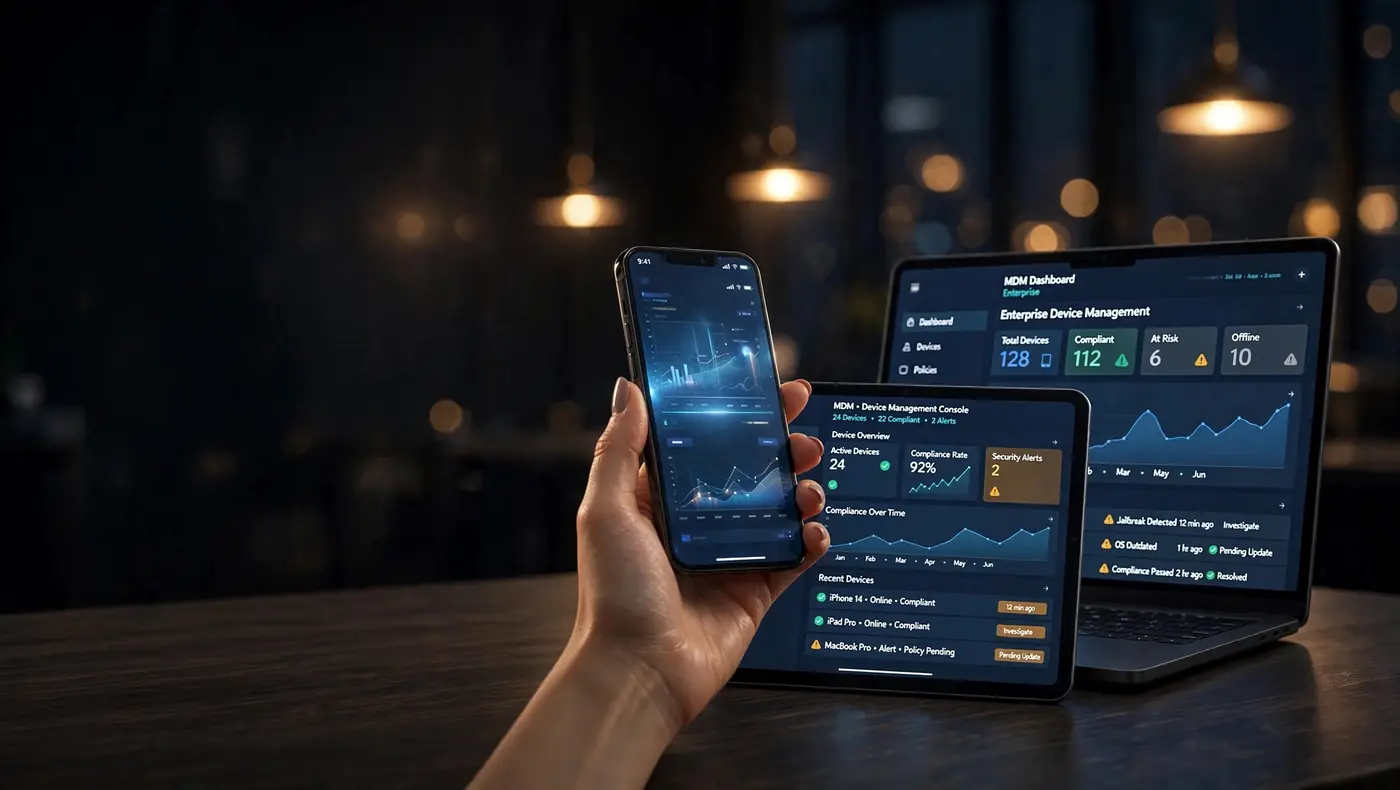 9:41
MDM Dashboard
Enterprise
Dashboard
Devices
Policies
Enterprise Device Management
Total Devices
128
Compliant
112
At Risk
6
Offline
10
Mar • May • Jun
Jailbreak Detected 12 min ago Investigate
OS Outdated 1 hr ago Pending Update
Compliance Passed 2 hr ago Resolved
MDM • Device Management Console
24 Devices • 22 Compliant • 2 Alerts
Device Overview
Active Devices
24
Compliance Rate
92%
Security Alerts
2
Compliance Over Time
Jan • Feb • Mar • Apr • May • Jun
Recent Devices
iPhone 14 • Online • Compliant
12 min ago
iPad Pro • Online • Compliant
Investigate
MacBook Pro • Alert • Policy Pending
Pending Update